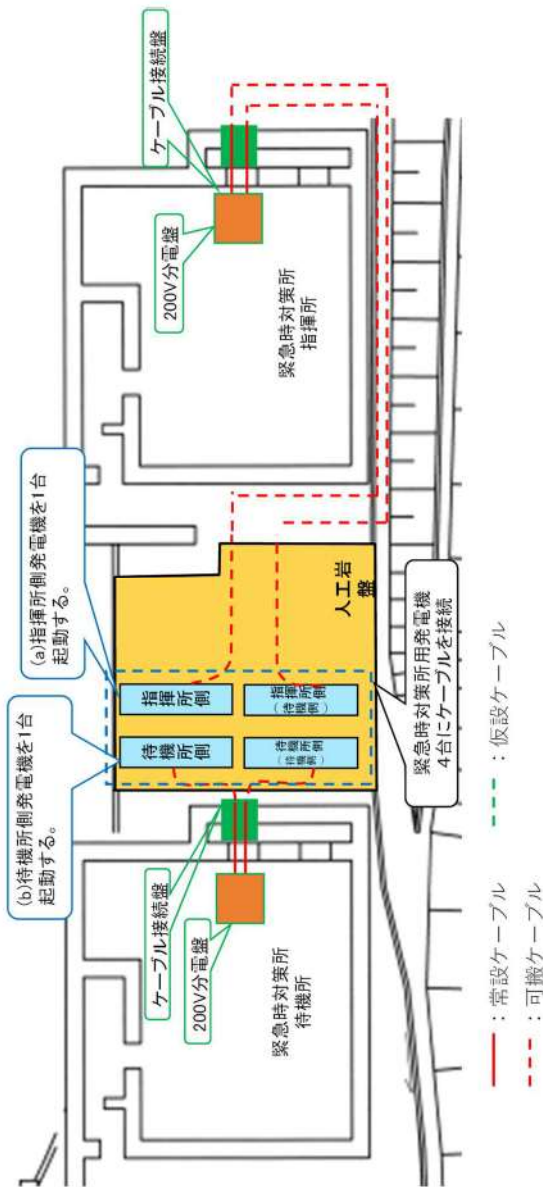 (b)待機所側発電機を1台
起動する。
(a)指揮所側発電機を1台
起動する。
ケーブル接続盤
200V分電盤
緊急時対策所
待機所
待機所側
待機所側
(待機側)
指揮所側
指揮所側
(待機側)
人工岩
盤
緊急時対策所用発電機
4台にケーブルを接続
ケーブル接続盤
200V分電盤
緊急時対策所
指揮所
:常設ケーブル
:可搬ケーブル
:仮設ケーブル